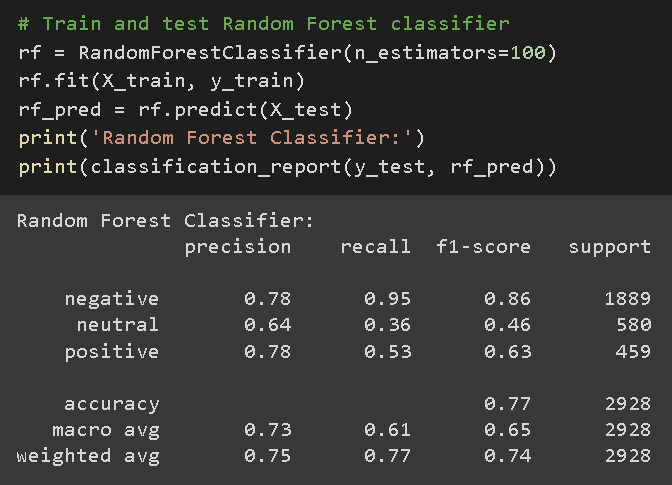 # Train and test Random Forest classifier
rf = RandomForestClassifier(n_estimators=100)
rf.fit(X_train, y_train)
rf_pred = rf.predict(X_test)
print('Random Forest Classifier:')
print(classification_report(y_test, rf_pred))
Random Forest Classifier:
precision recall f1-score support
negative 0.78 0.95 0.86 1889
neutral 0.64 0.36 0.46 580
positive 0.78 0.53 0.63 459
accuracy 0.77 2928
macro avg 0.73 0.61 0.65 2928
weighted avg 0.75 0.77 0.74 2928